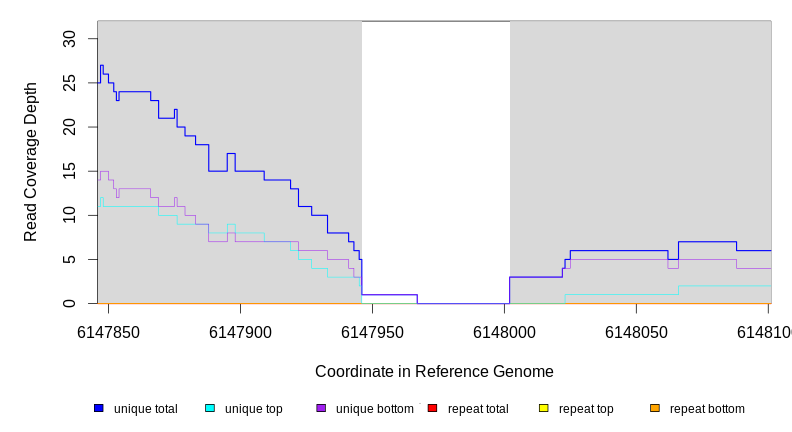 Read Coverage Depth
30
25
20
15
10
5
0
6147850 6147900 6147950 6148000 6148050 6148100
Coordinate in Reference Genome
unique total unique top unique bottom repeat total repeat top repeat bottom